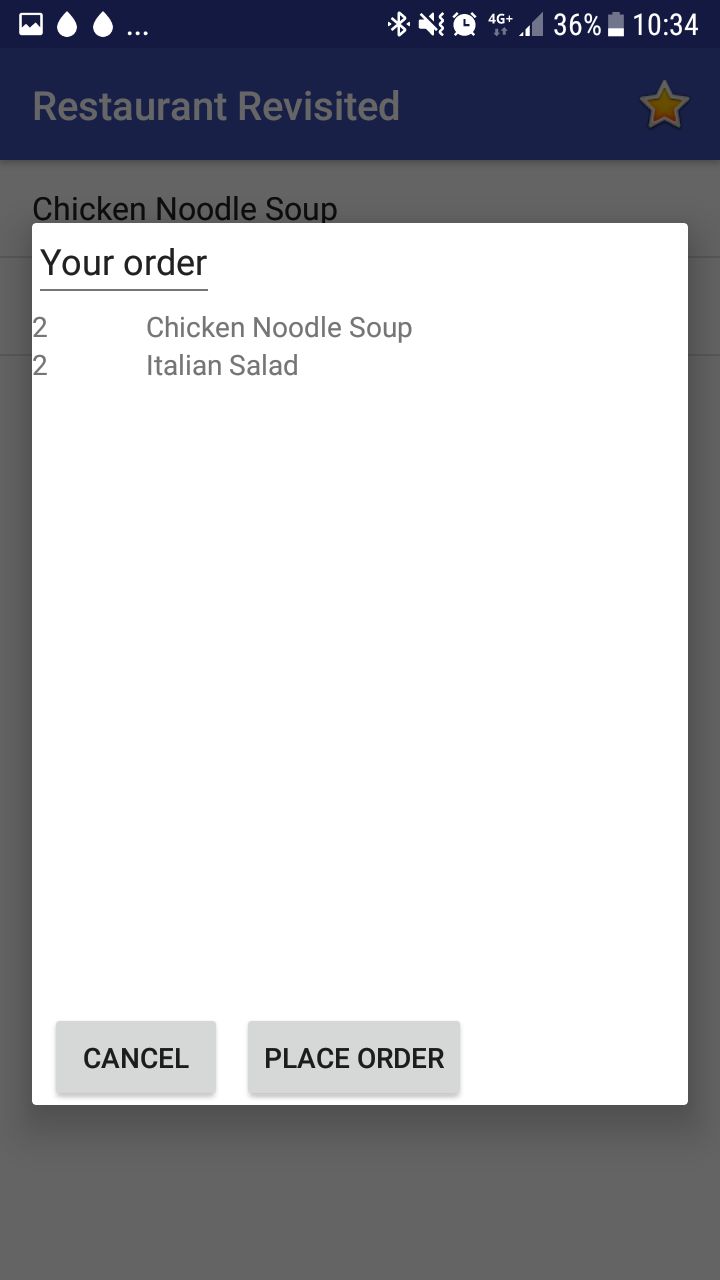 ... 4G+ 36% 10:34
Restaurant Revisited
Chicken Noodle Soup
Your order
2 Chicken Noodle Soup
2 Italian Salad
CANCEL PLACE ORDER